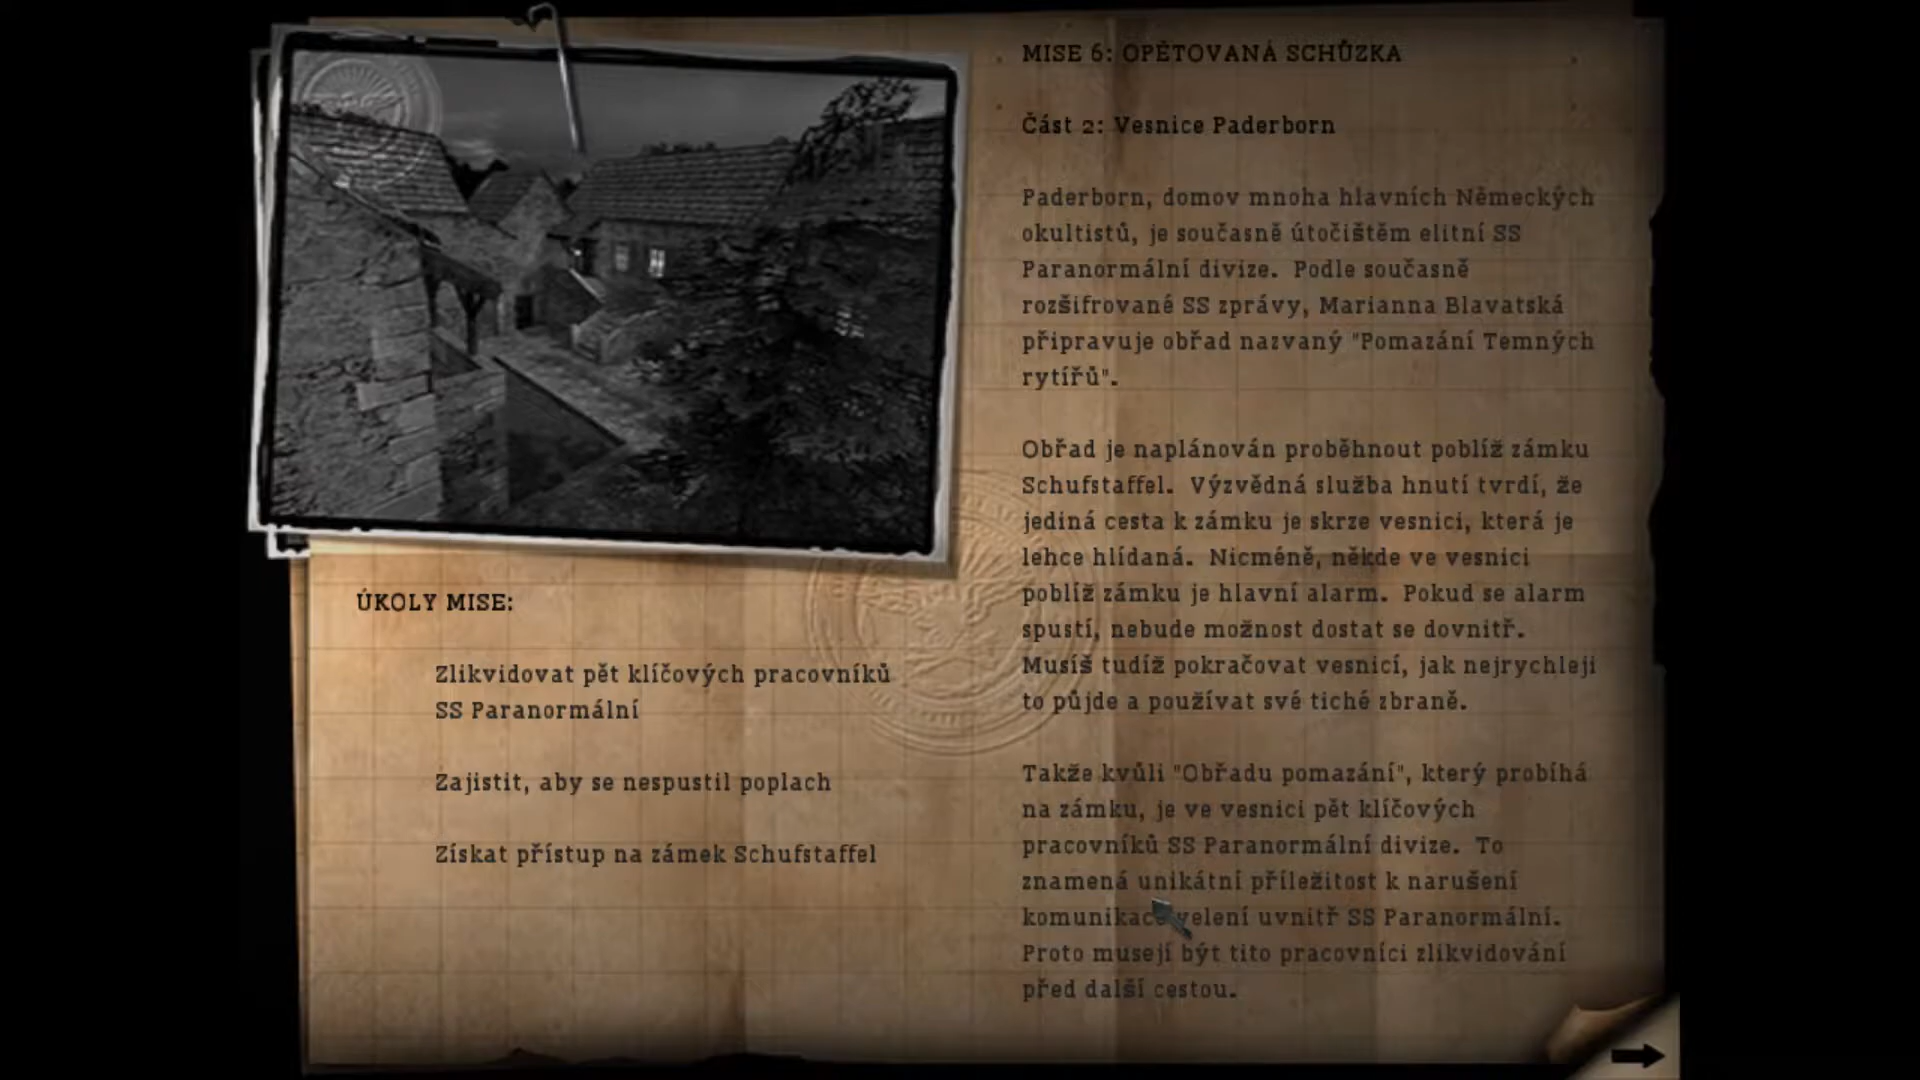 MISE 6: OPĚTOVANÁ SCHŮZKA
Část 2: Vesnice Paderborn
Paderborn, domov mnoha hlavních Německých
okultistů, je současně útočištěm elitní SS
Paranormální divize. Podle současně
rozšifrované SS zprávy, Marianna Blavatská
připravuje obřad nazvaný "Pomazání Temných
rytířů".
Obřad je naplánován proběhnout poblíž zámku
Schufstaffel. Výzvědná služba hnutí tvrdí, že
jediná cesta k zámku je skrze vesnici, která je
lehce hlídaná. Nicméně, někde ve vesnici
poblíž zámku je hlavní alarm. Pokud se alarm
spustí, nebude možnost dostat se dovnitř.
Musíš tudíž pokračovat vesnicí, jak nejrychleji
to půjde a používat své tiché zbraně.
Takže kvůli "Obřadu pomazání", který probíhá
na zámku, je ve vesnici pět klíčových
pracovníků SS Paranormální divize. To
znamená unikátní příležitost k narušení
komunikace velení uvnitř SS Paranormální.
Proto musejí být tito pracovníci zlikvidování
před další cestou.
ÚKOLY MISE:
Zlikvidovat pět klíčových pracovníků
SS Paranormální
Zajistit, aby se nespustil poplach
Získat přístup na zámek Schufstaffel